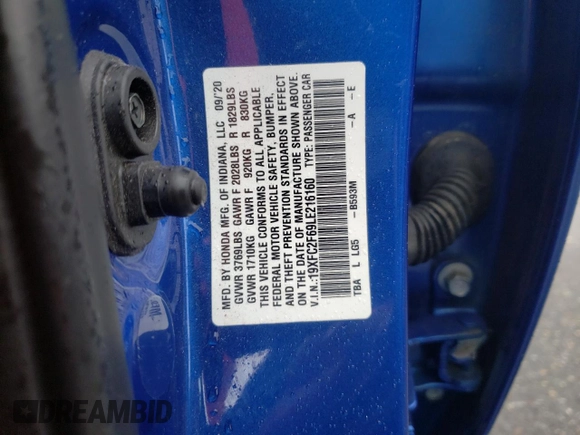 MFD. BY HONDA MFG. OF INDIANA, LLC 09/'20
GVWR 3769LBS GAWR F 2028LBS R 1829LBS
GVWR 1710KG GAWR F 920KG R 830KG
THIS VEHICLE CONFORMS TO ALL APPLICABLE
FEDERAL MOTOR VEHICLE SAFETY, BUMPER,
AND THEFT PREVENTION STANDARDS IN EFFECT
ON THE DATE OF MANUFACTURE SHOWN ABOVE.
V.I.N.:19XFC2F69LE216160 TYPE: PASSENGER CAR
TBA L LG5 -B593M -A -E
DREAMBID